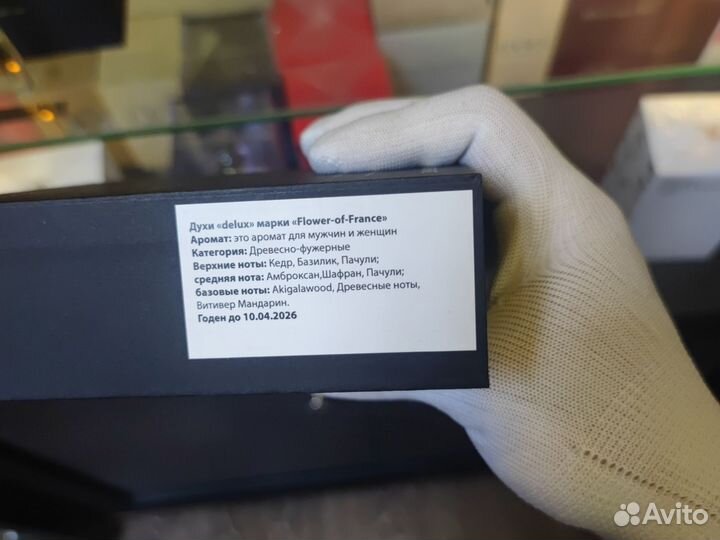 Духи «delux» марки «Flower-of-France»
Аромат: это аромат для мужчин и женщин
Категория: Древесно-фужерные
Верхние ноты: Кедр, Базилик, Пачули;
средняя нота: Амброксан,Шафран, Пачули;
базовые ноты: Akigalawood, Древесные ноты,
Витивер Мандарин.
Годен до 10.04.2026
Avito